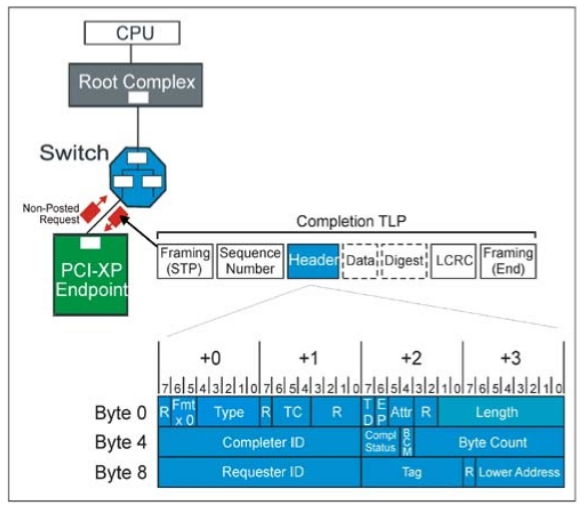 CPU
Root Complex
Switch
Non-Posted
Request
PCI-XP
Endpoint
Completion TLP
Framing
(STP)
Sequence
Number
Header
Data
Digest
LCRC
Framing
(End)
+0 +1 +2 +3
7 6 5 4 3 2 1 0 7 6 5 4 3 2 1 0 7 6 5 4 3 2 1 0 7 6 5 4 3 2 1 0
Byte 0
R
Fmt
x 0
Type
R
TC
R
T
D
E
P
Attr
R
Length
Byte 4
Completer ID
Compl
Status
B
C
M
Byte Count
Byte 8
Requester ID
Tag
R
Lower Address